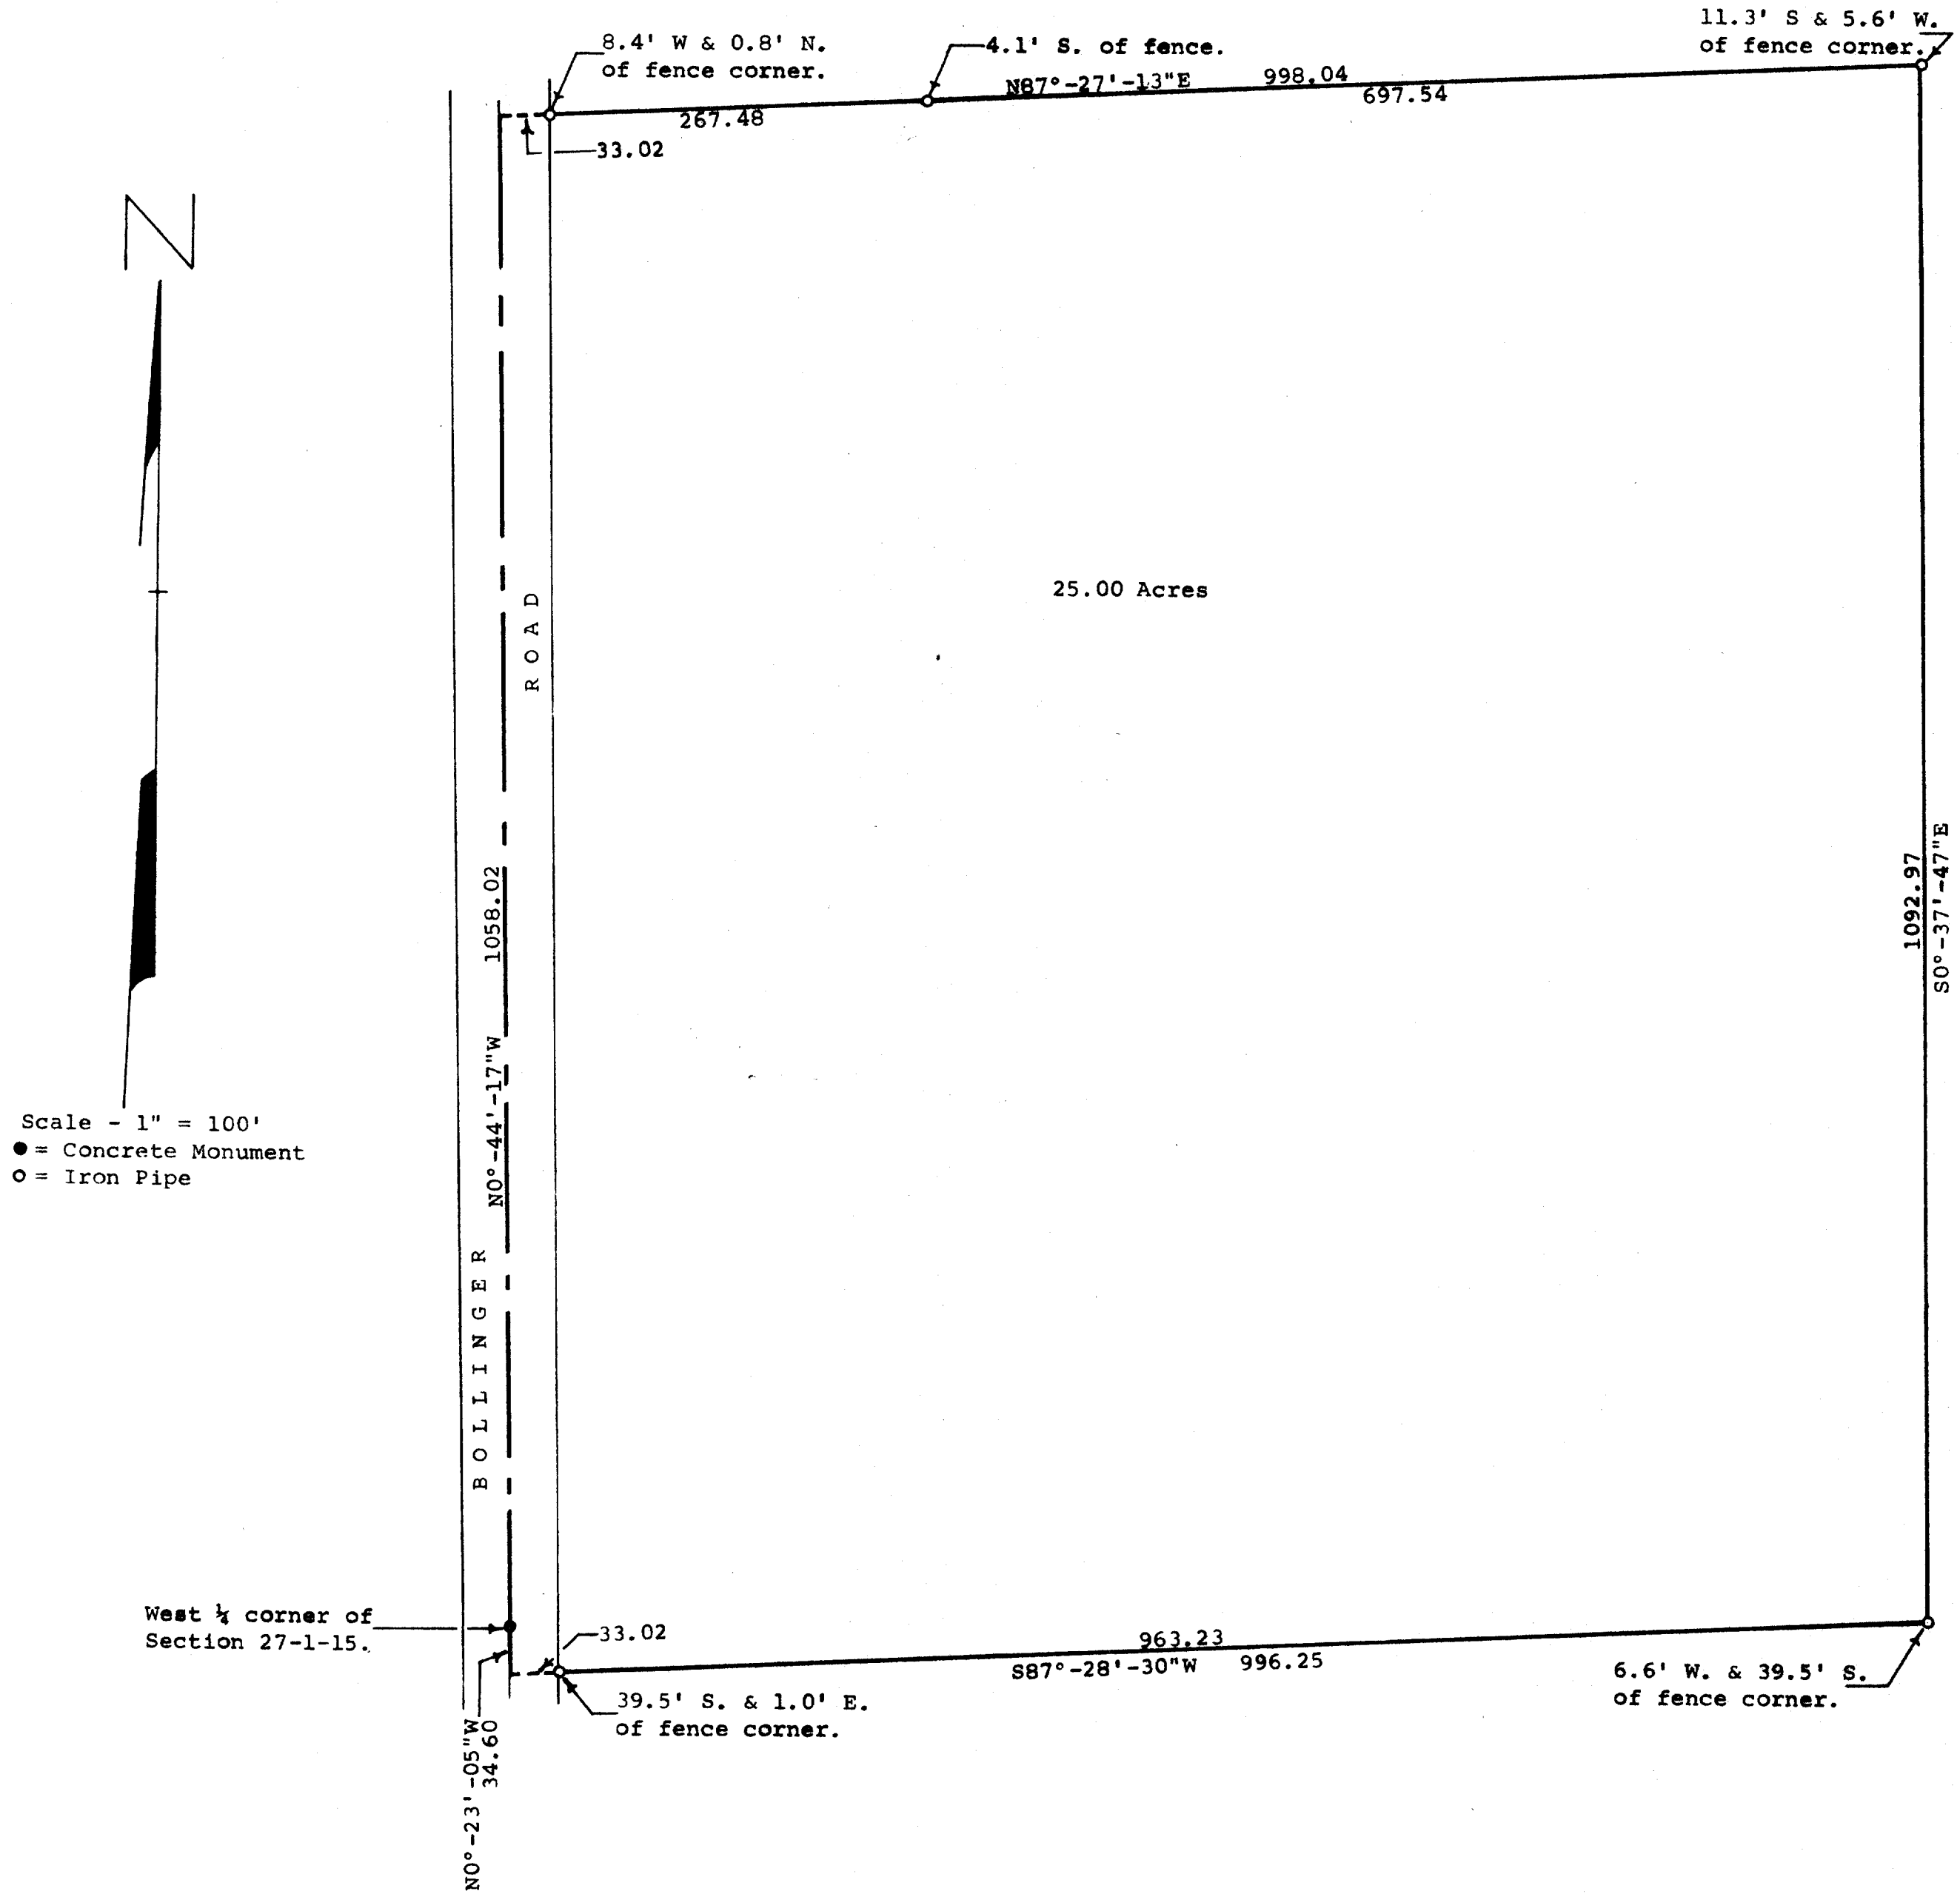 8.4' W & 0.8' N.
of fence corner.
4.1' S. of fence.
11.3' S & 5.6' W.
of fence corner.
N87°-27'-13"E 998.04
267.48
697.54
33.02
N
25.00 Acres
ROAD
1092.97
S0°-37'-47"E
N0°-44'-17"W 1058.02
Scale - 1" = 100'
● = Concrete Monument
○ = Iron Pipe
BOLLINGER
West ¼ corner of
Section 27-1-15.
33.02
963.23
S87°-28'-30"W 996.25
39.5' S. & 1.0' E.
of fence corner.
6.6' W. & 39.5' S.
of fence corner.
N0°-23'-05"W
34.60